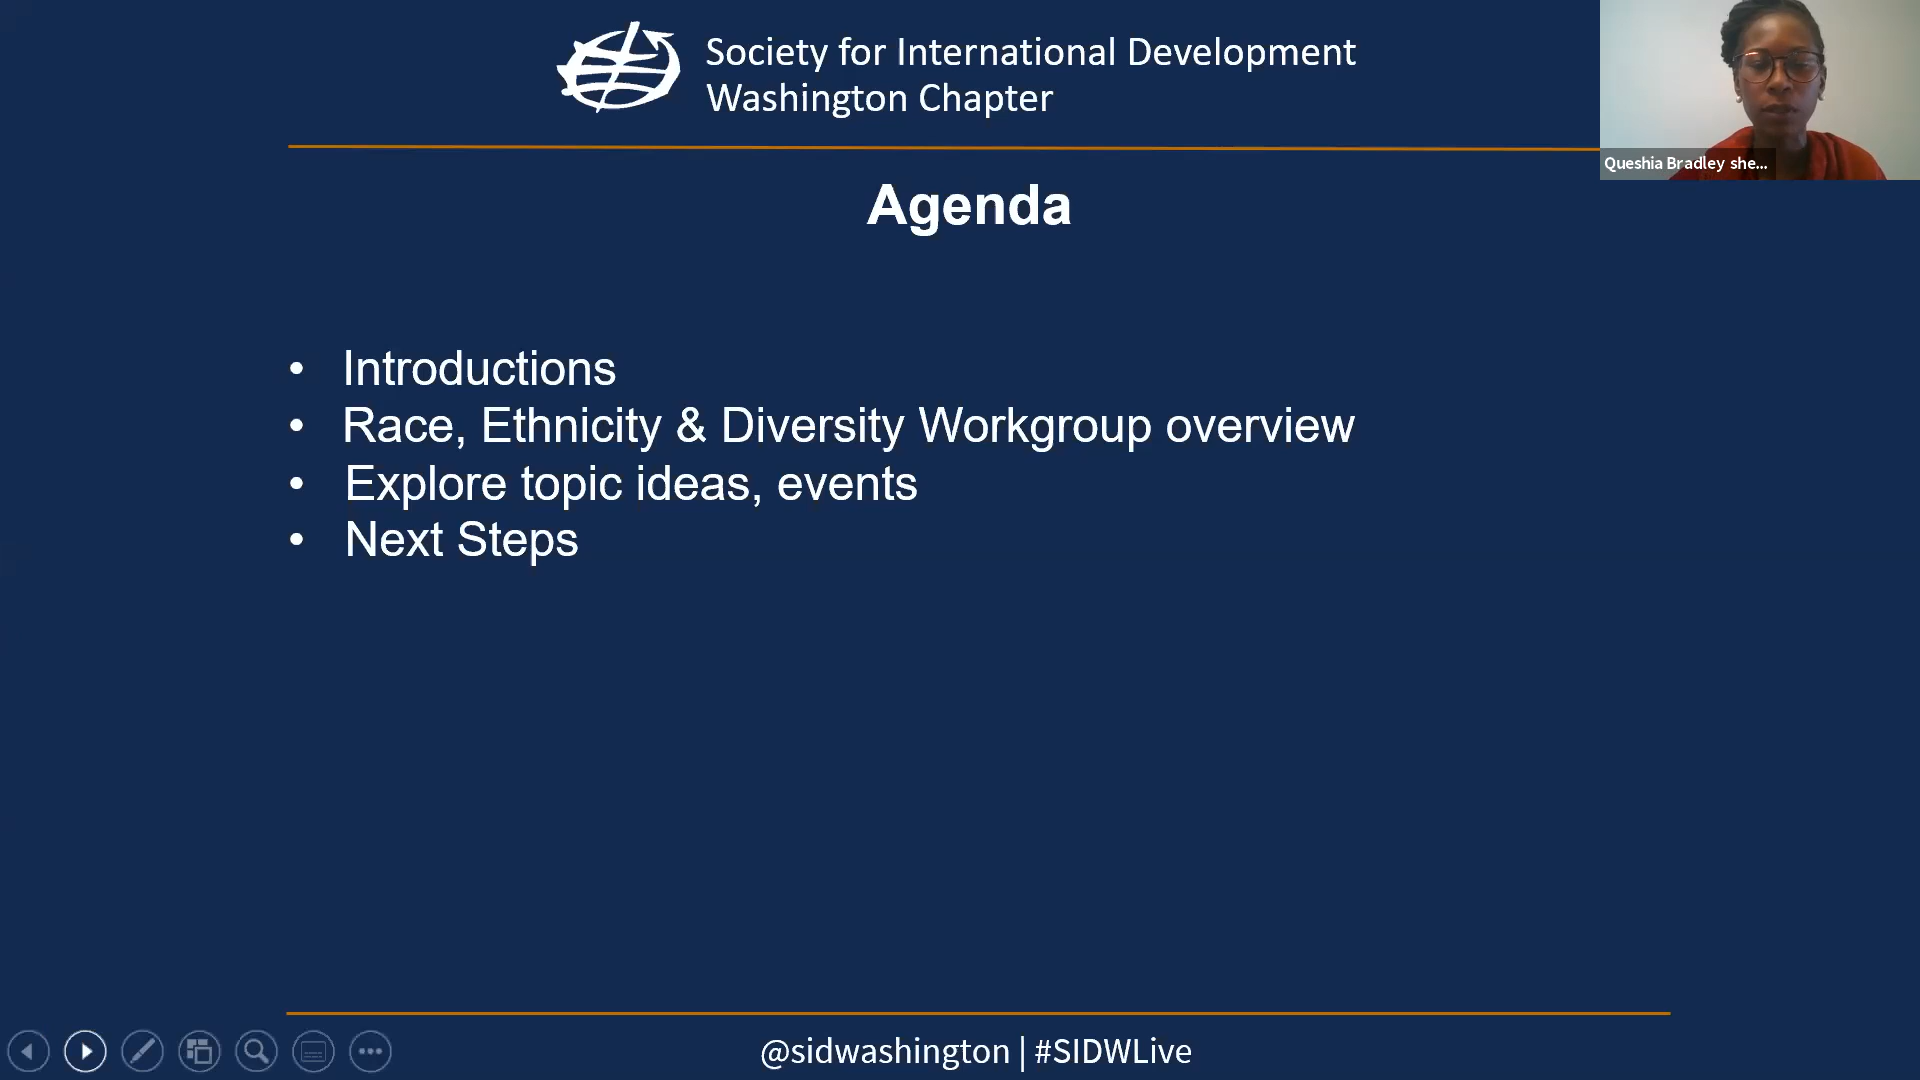 Society for International Development
Washington Chapter
Queshia Bradley she...
Agenda
• Introductions
• Race, Ethnicity & Diversity Workgroup overview
• Explore topic ideas, events
• Next Steps
@sidwashington | #SIDWLive